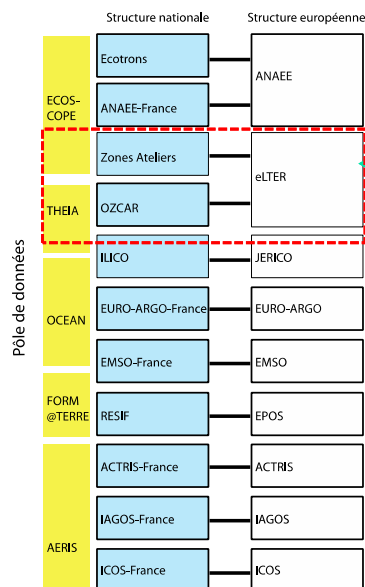 Structure nationale
Structure européenne
Pôle de données
ECOS-
COPE
THEIA
OCEAN
FORM
@TERRE
AERIS
Ecotrons
ANAEE
ANAEE-France
Zones Ateliers
eLTER
OZCAR
ILICO
JERICO
EURO-ARGO-France
EURO-ARGO
EMSO-France
EMSO
RESIF
EPOS
ACTRIS-France
ACTRIS
IAGOS-France
IAGOS
ICOS-France
ICOS